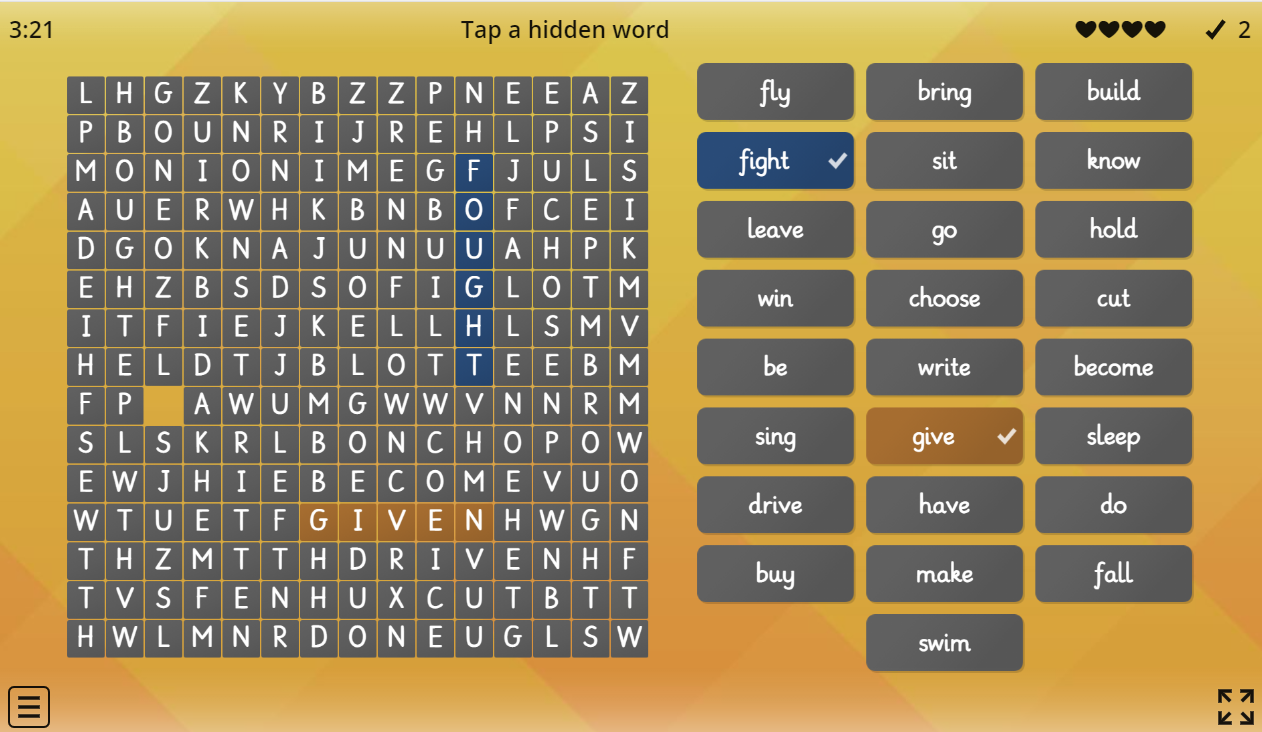 3:21 Tap a hidden word 2
L H G Z K Y B Z Z P N E E A Z
P B O U N R I J R E H L P S I
M O N I O N I M E G F J U L S
A U E R W H K B N B O F C E I
D G O K N A J U N U U A H P K
E H Z B S D S O F I G L O T M
I T F I E J K E L L H L S M V
H E L D T J B L O T T E E B M
F P A W U M G W W V N N R M
S L S K R L B O N C H O P O W
E W J H I E B E C O M E V U O
W T U E T F G I V E N H W G N
T H Z M T T H D R I V E N H F
T V S F E N H U X C U T B T T
H W L M N R D O N E U G L S W
fly bring build
fight sit know
leave go hold
win choose cut
be write become
sing give sleep
drive have do
buy make fall
swim